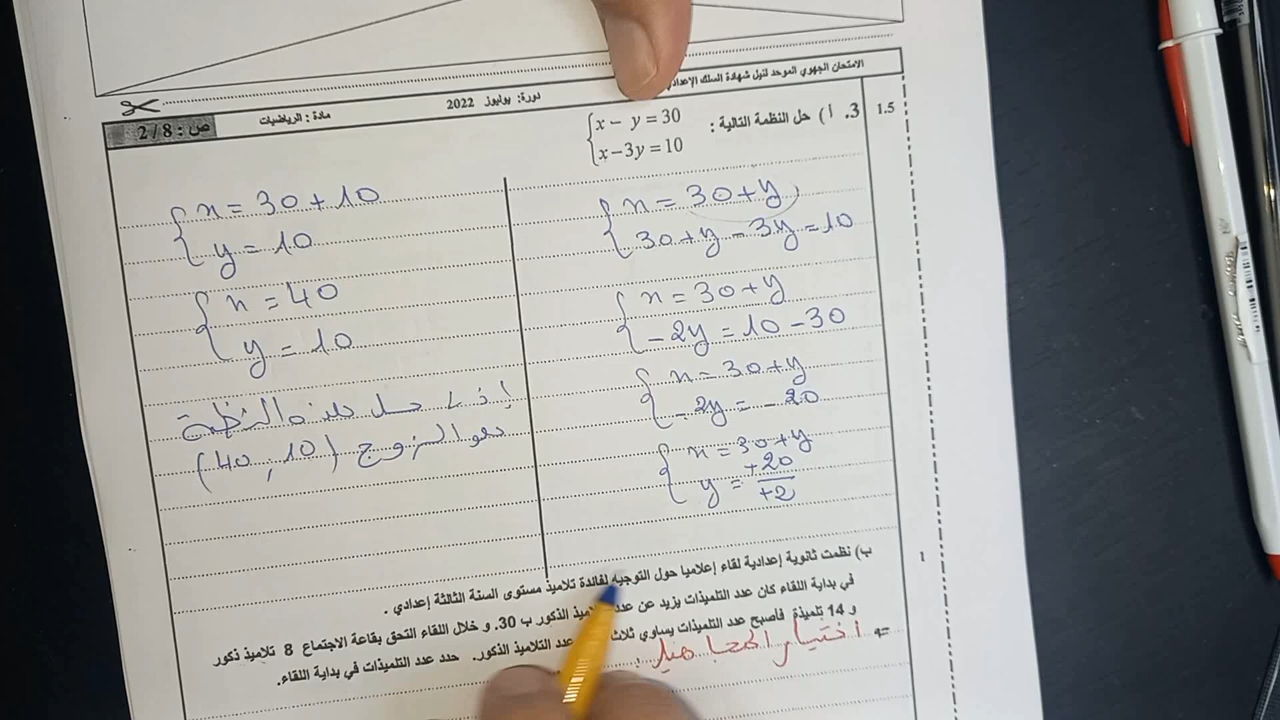 الامتحان الجهوي الموحد لنيل شهادة السلك الإعدادي
دورة: يوليوز 2022
مادة: الرياضيات
ص: 8 / 2
1.5
3. أ) حل النظمة التالية :
x − y = 30
x − 3y = 10
x = 30 + y
30 + y − 3y = 10
x = 30 + y
−2y = 10 − 30
x = 30 + y
−2y = −20
x = 30 + y
y = +20/+2
x = 30 + 10
y = 10
x = 40
y = 10
إذن حل هذه النظمة
هو الزوج (40, 10)
1
ب) نظمت ثانوية إعدادية لقاء إعلاميا حول التوجيه لفائدة تلاميذ مستوى السنة الثالثة إعدادي .
في بداية اللقاء كان عدد التلميذات يزيد عن عدد التلاميذ الذكور ب 30. و خلال اللقاء التحق بقاعة الاجتماع 8 تلاميذ ذكور
و 14 تلميذة فأصبح عدد التلميذات يساوي عدد التلاميذ الذكور. حدد عدد التلميذات في بداية اللقاء.
اختيار المجاهيل :